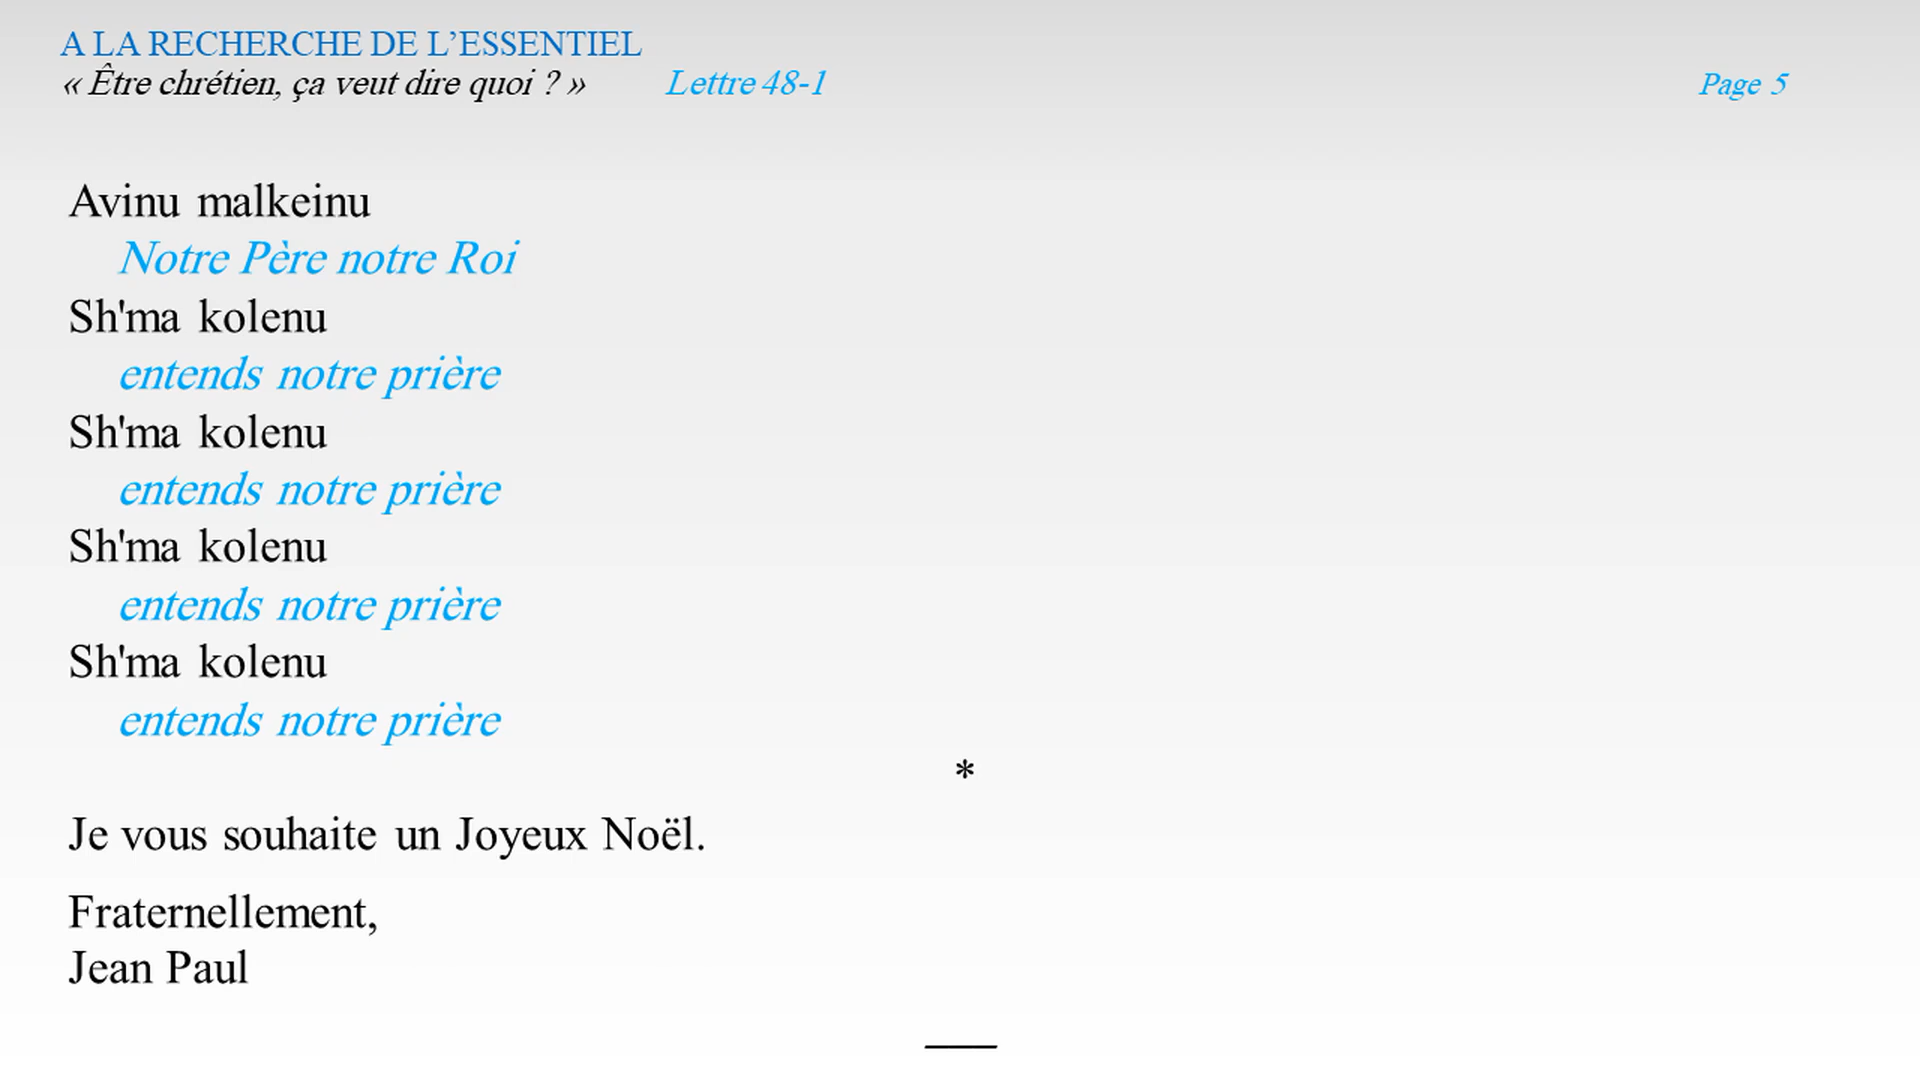 A LA RECHERCHE DE L’ESSENTIEL
« Être chrétien, ça veut dire quoi ? » Lettre 48-1 Page 5
Avinu malkeinu
Notre Père notre Roi
Sh'ma kolenu
entends notre prière
Sh'ma kolenu
entends notre prière
Sh'ma kolenu
entends notre prière
Sh'ma kolenu
entends notre prière
*
Je vous souhaite un Joyeux Noël.
Fraternellement,
Jean Paul